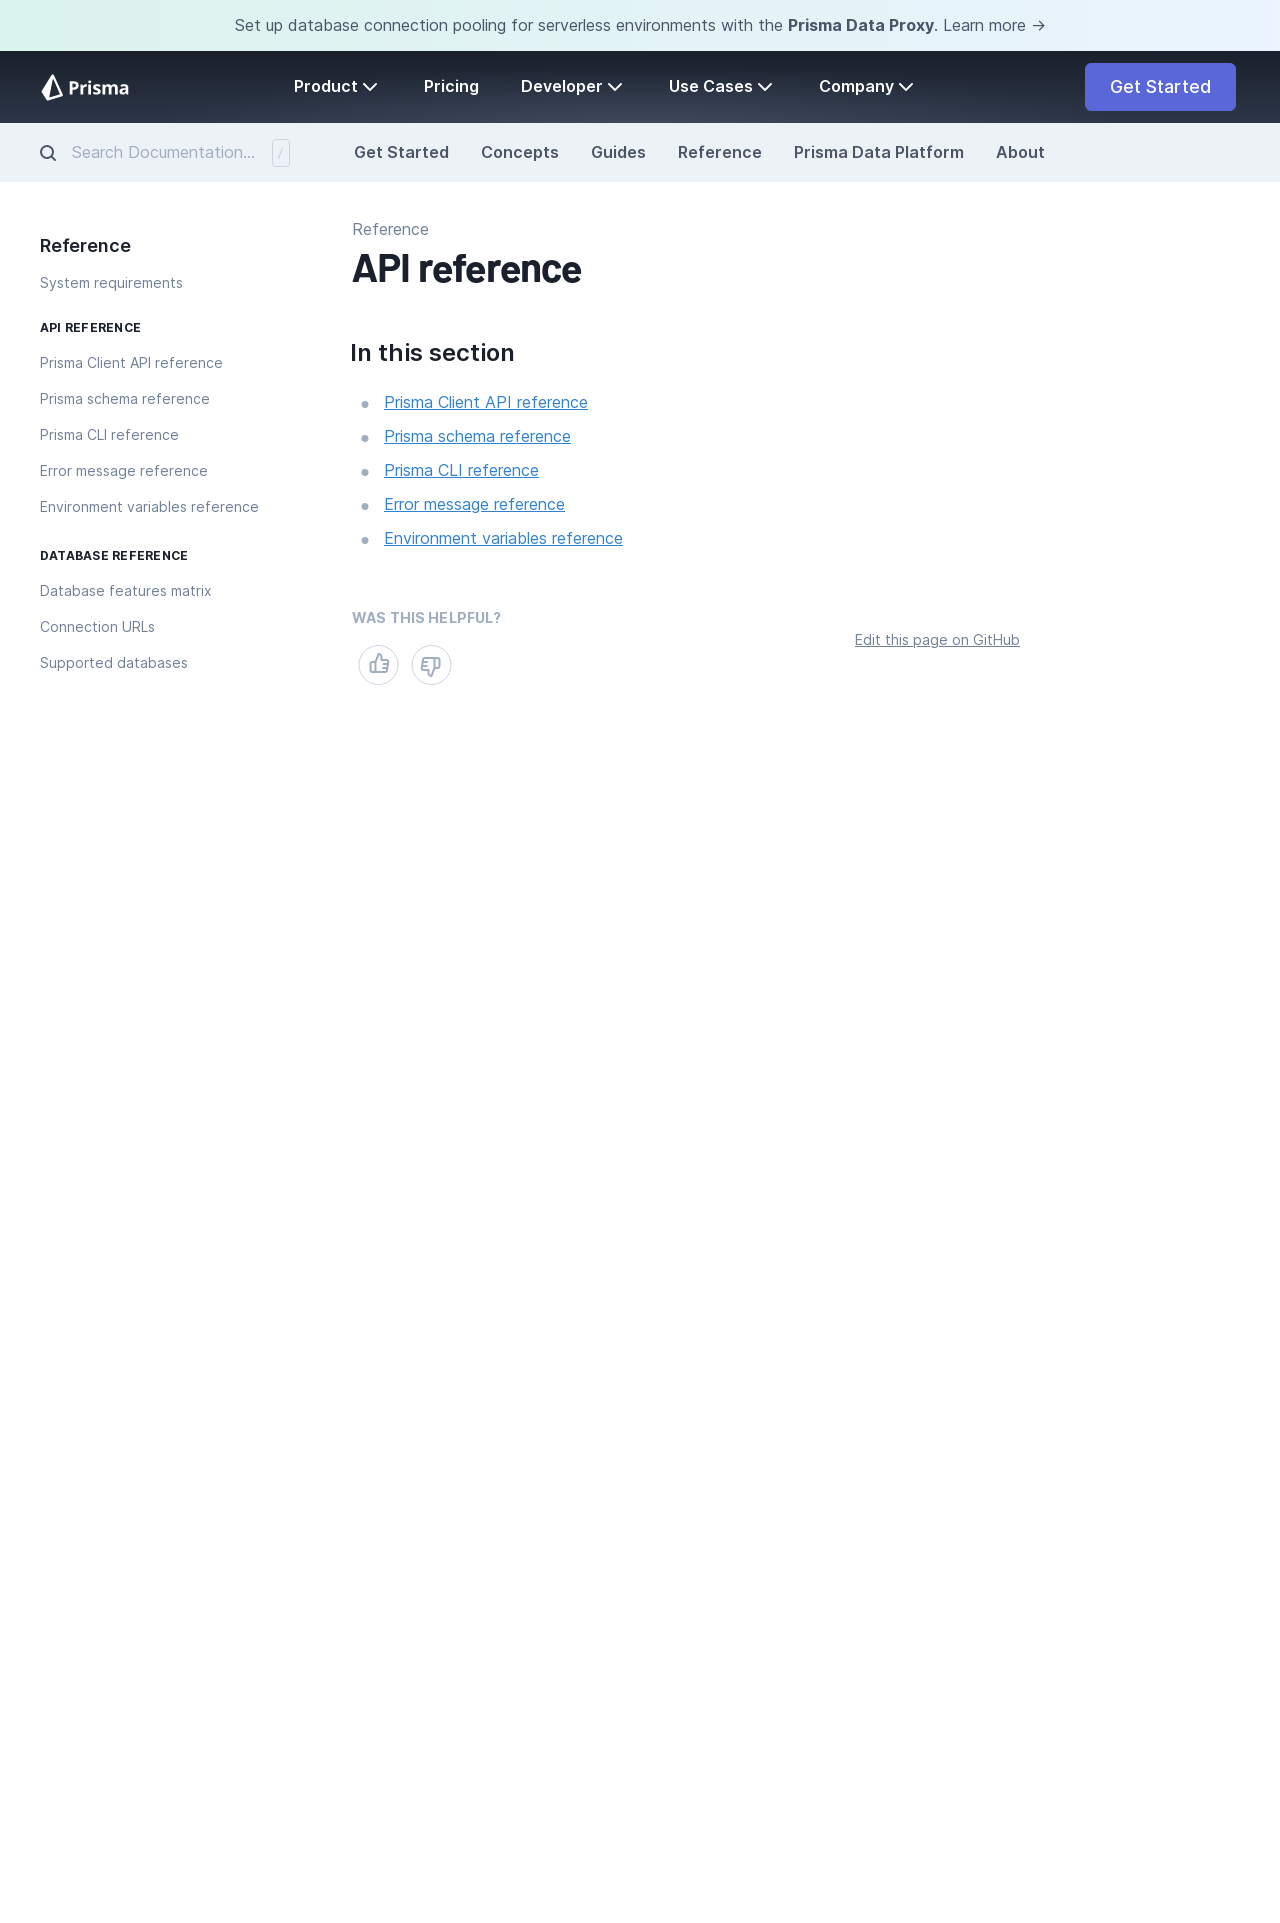 Set up database connection pooling for serverless environments with the Prisma Data Proxy. Learn more →
Prisma
Product
Pricing
Developer
Use Cases
Company
Get Started
Search Documentation...
/
Get Started
Concepts
Guides
Reference
Prisma Data Platform
About
Reference
System requirements
API REFERENCE
Prisma Client API reference
Prisma schema reference
Prisma CLI reference
Error message reference
Environment variables reference
DATABASE REFERENCE
Database features matrix
Connection URLs
Supported databases
Reference
API reference
In this section
Prisma Client API reference
Prisma schema reference
Prisma CLI reference
Error message reference
Environment variables reference
WAS THIS HELPFUL?
Edit this page on GitHub